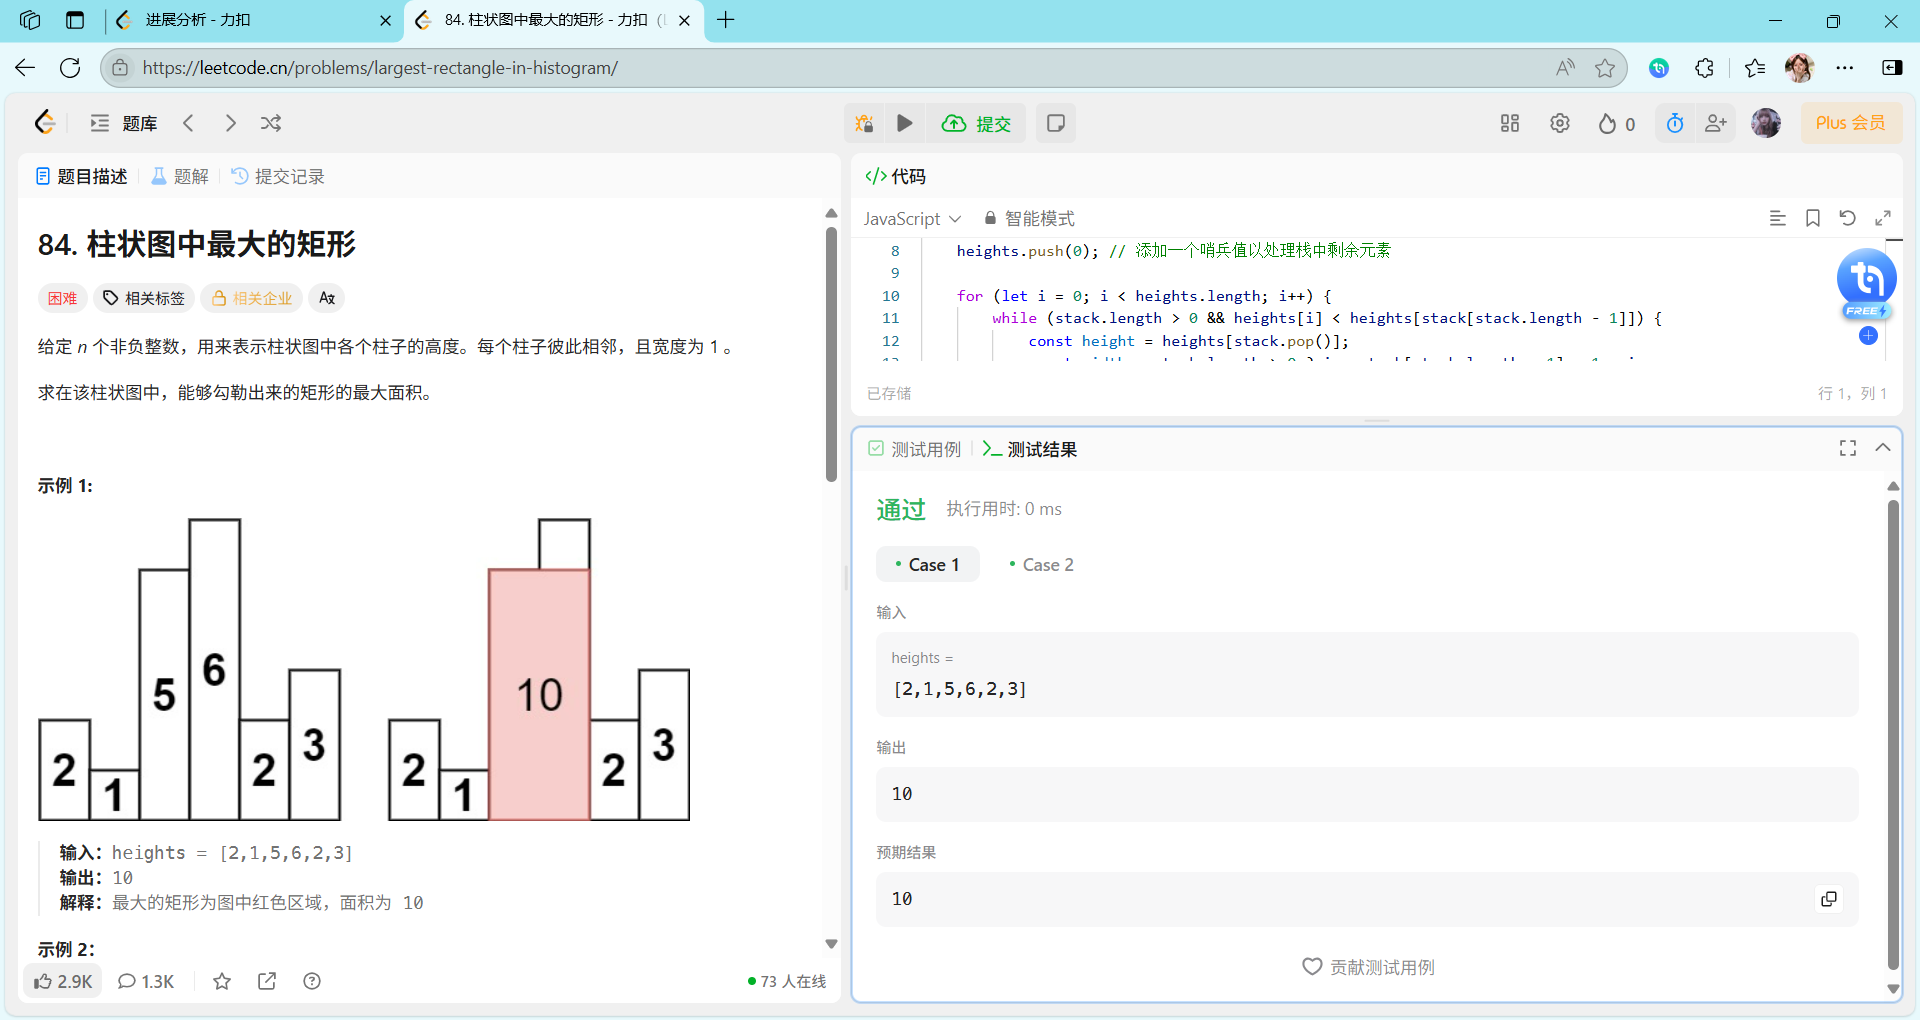 进展分析 - 力扣
84. 柱状图中最大的矩形 - 力扣
https://leetcode.cn/problems/largest-rectangle-in-histogram/
题库
提交
0
Plus 会员
题目描述
题解
提交记录
84. 柱状图中最大的矩形
困难
相关标签
相关企业
给定 n 个非负整数，用来表示柱状图中各个柱子的高度。每个柱子彼此相邻，且宽度为 1 。
求在该柱状图中，能够勾勒出来的矩形的最大面积。
示例 1:
2
1
5
6
2
3
2
1
10
2
3
输入：heights = [2,1,5,6,2,3]
输出：10
解释：最大的矩形为图中红色区域，面积为 10
示例 2：
2.9K
1.3K
73 人在线
</> 代码
JavaScript
智能模式
8 heights.push(0); // 添加一个哨兵值以处理栈中剩余元素
9
10 for (let i = 0; i < heights.length; i++) {
11 while (stack.length > 0 && heights[i] < heights[stack[stack.length - 1]]) {
12 const height = heights[stack.pop()];
FREE
已存储
行 1，列 1
测试用例
测试结果
通过
执行用时: 0 ms
Case 1
Case 2
输入
heights =
[2,1,5,6,2,3]
输出
10
预期结果
10
贡献测试用例